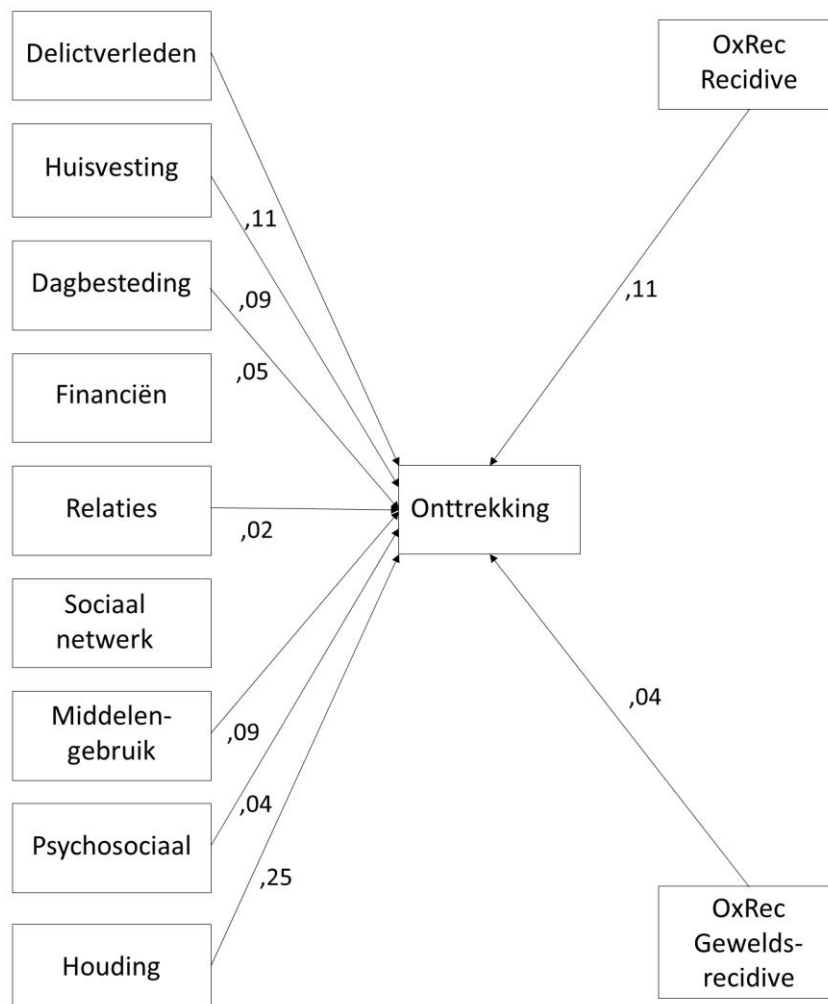 Delictverleden
Huisvesting
,11
Dagbesteding
,09
,05
Financiën
Relaties
,02
Sociaal
netwerk
Middelen-
gebruik
,09
Psychosociaal
,04
,25
Houding
Onttrekking
OxRec
Recidive
,11
,04
OxRec
Gewelds-
recidive